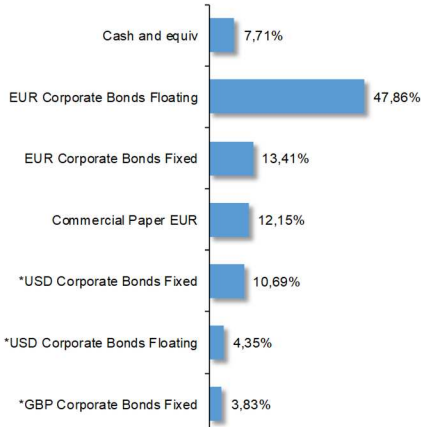 Cash and equiv 7,71%
EUR Corporate Bonds Floating 47,86%
EUR Corporate Bonds Fixed 13,41%
Commercial Paper EUR 12,15%
*USD Corporate Bonds Fixed 10,69%
*USD Corporate Bonds Floating 4,35%
*GBP Corporate Bonds Fixed 3,83%